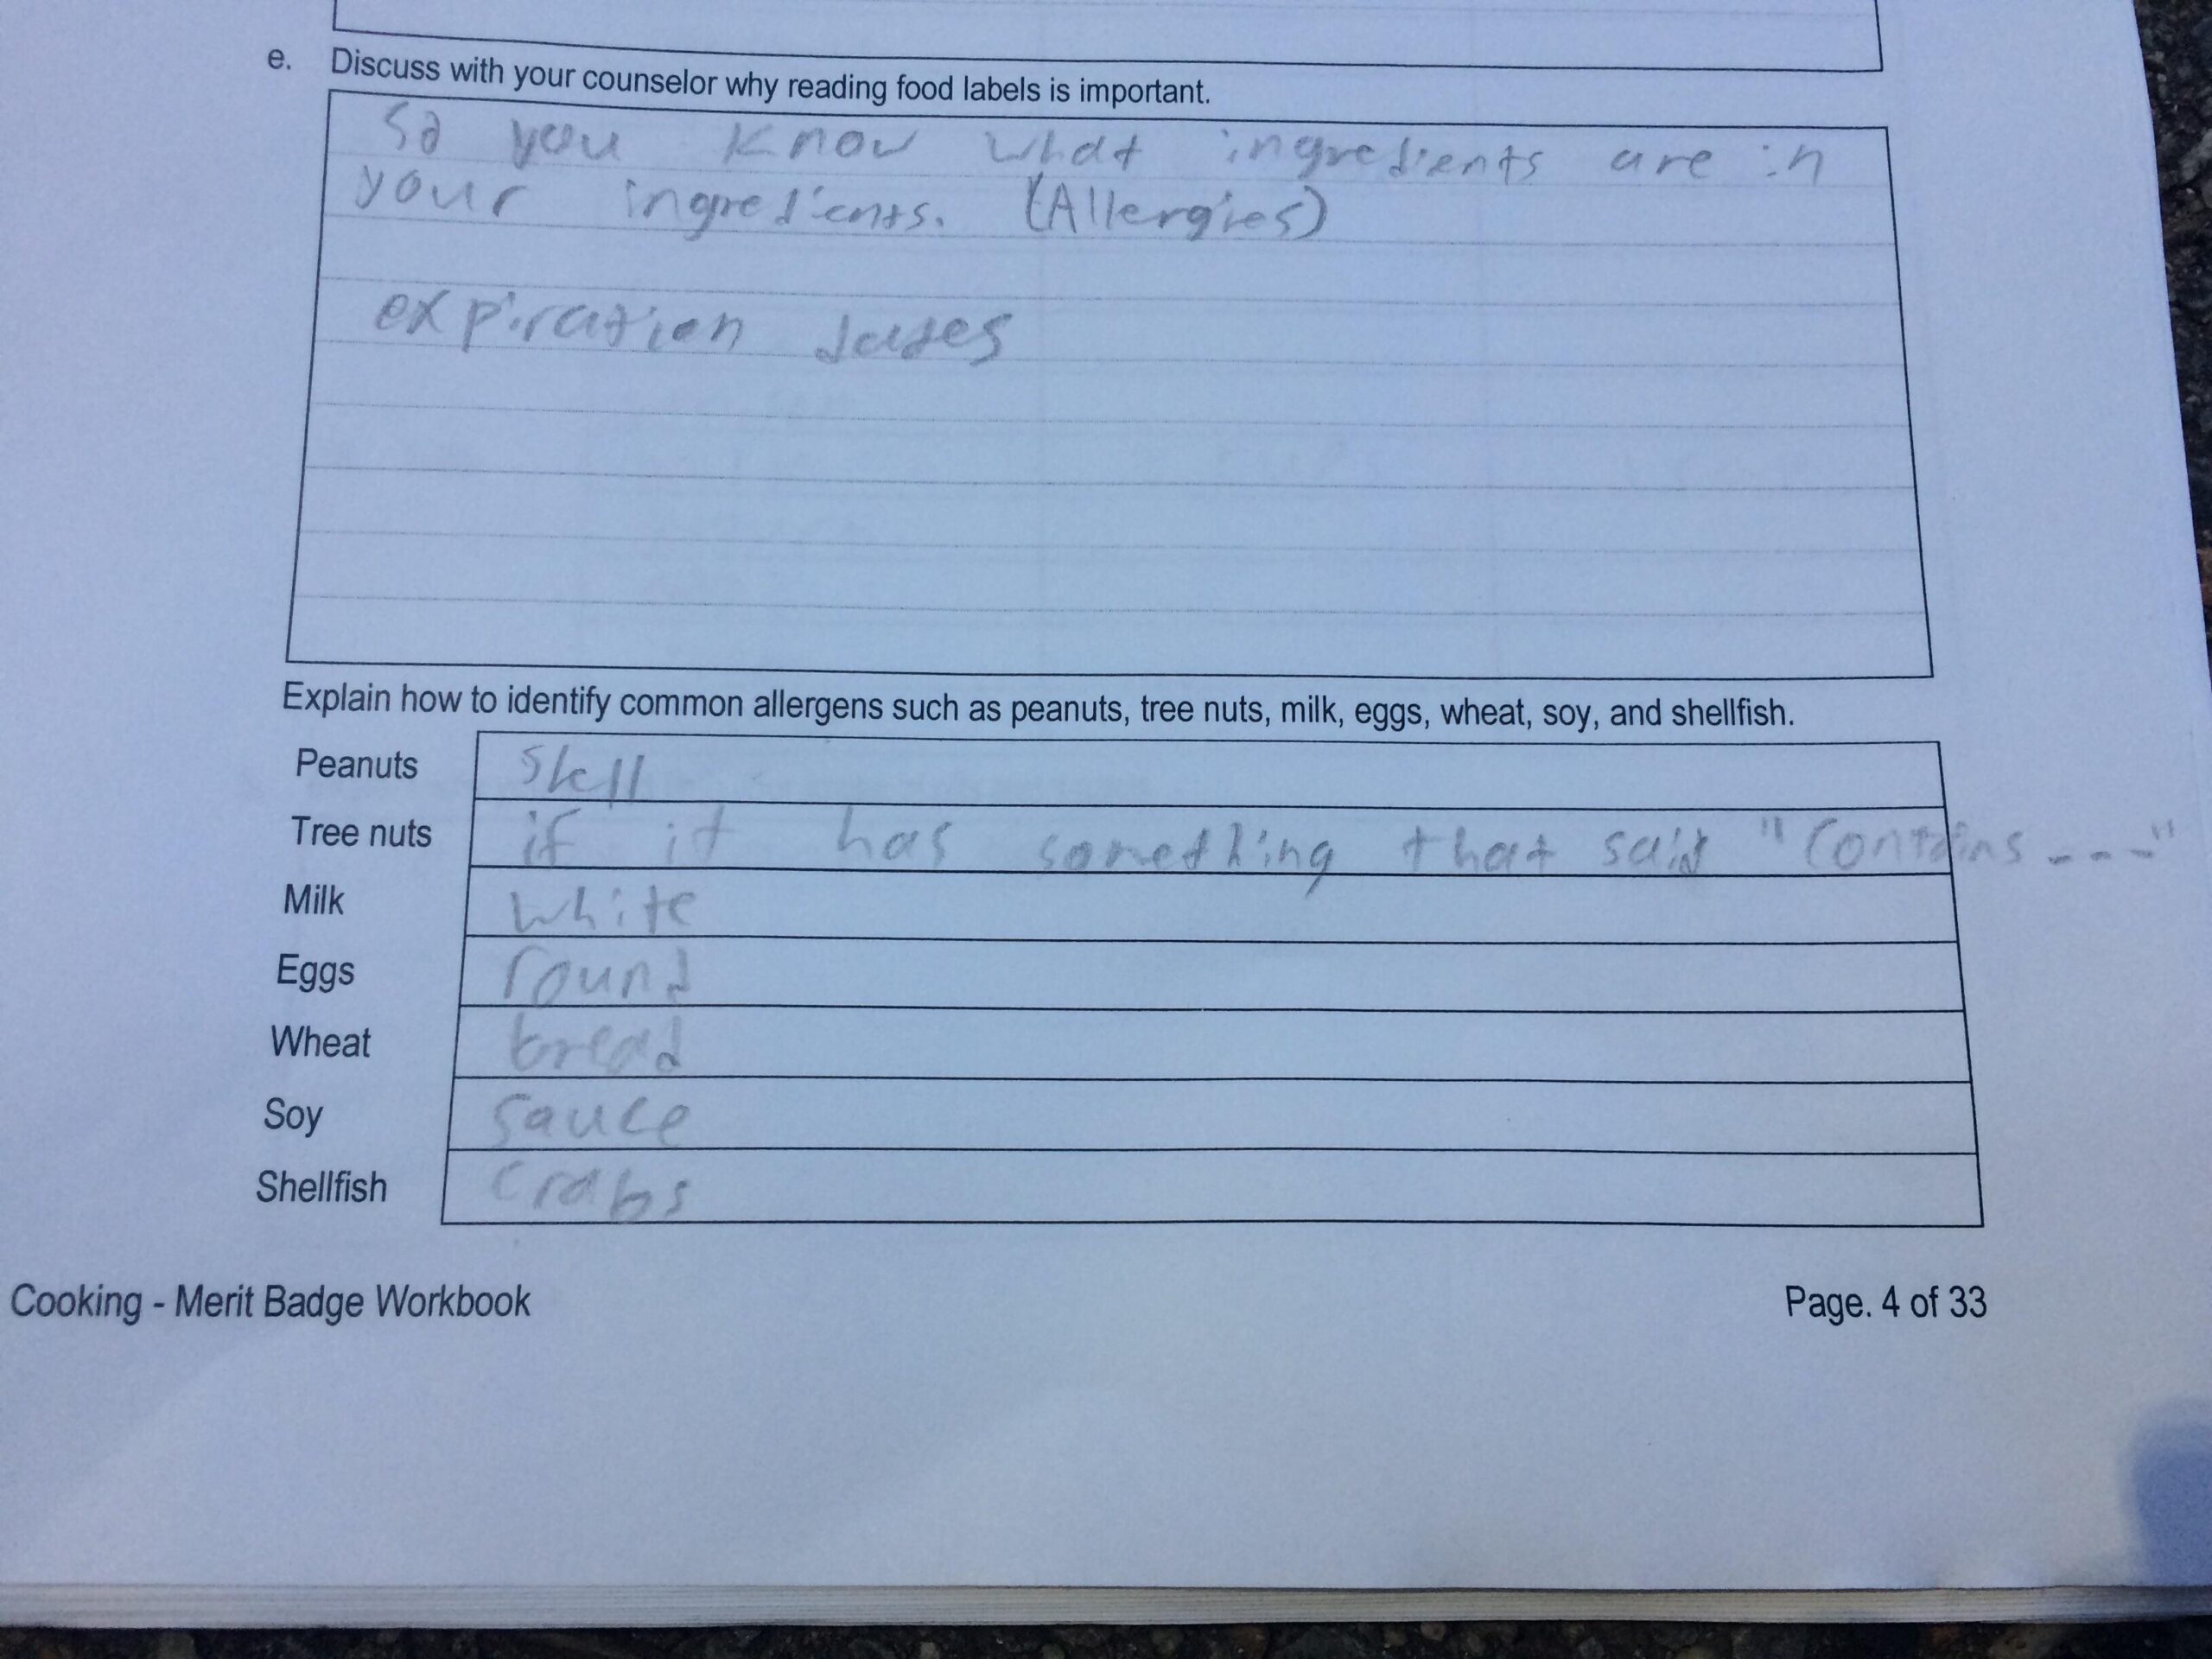 e. Discuss with your counselor why reading food labels is important.
So you know what ingredients are in
your ingredients. (Allergies)
expiration dates
Explain how to identify common allergens such as peanuts, tree nuts, milk, eggs, wheat, soy, and shellfish.
Peanuts shell
Tree nuts if it has something that said "Contains ---"
Milk white
Eggs round
Wheat bread
Soy sauce
Shellfish crabs
Cooking - Merit Badge Workbook Page. 4 of 33